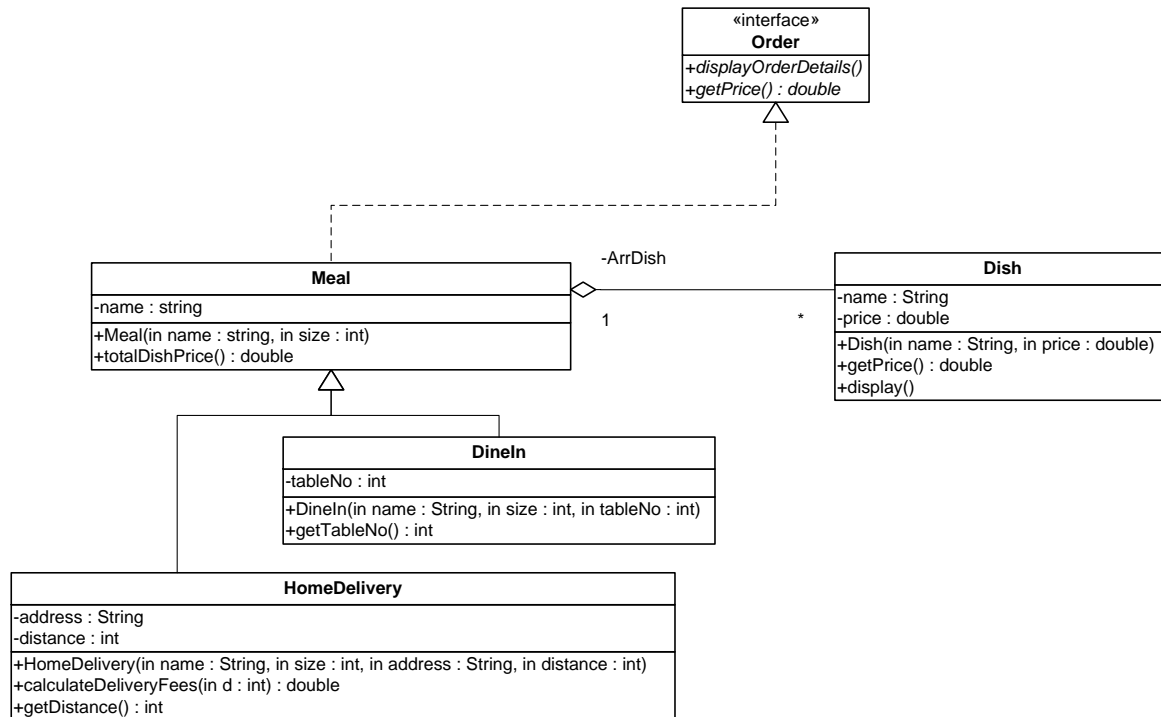 «interface»
Order
+displayOrderDetails()
+getPrice() : double
-ArrDish
1
*
Meal
-name : string
+Meal(in name : string, in size : int)
+totalDishPrice() : double
Dish
-name : String
-price : double
+Dish(in name : String, in price : double)
+getPrice() : double
+display()
DineIn
-tableNo : int
+DineIn(in name : String, in size : int, in tableNo : int)
+getTableNo() : int
HomeDelivery
-address : String
-distance : int
+HomeDelivery(in name : String, in size : int, in address : String, in distance : int)
+calculateDeliveryFees(in d : int) : double
+getDistance() : int